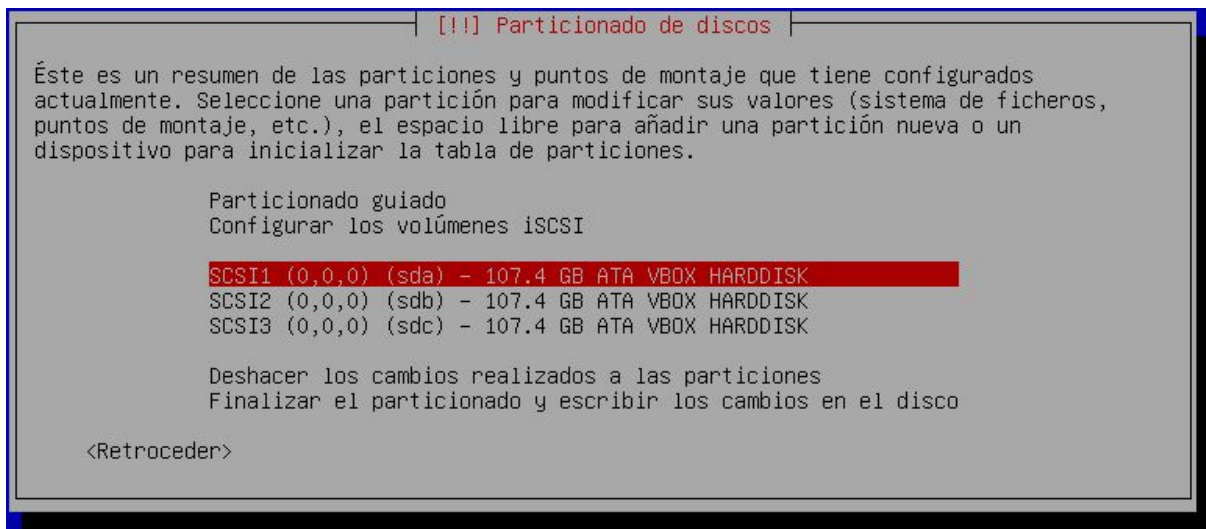 [!!] Particionado de discos
Éste es un resumen de las particiones y puntos de montaje que tiene configurados
actualmente. Seleccione una partición para modificar sus valores (sistema de ficheros,
puntos de montaje, etc.), el espacio libre para añadir una partición nueva o un
dispositivo para inicializar la tabla de particiones.
Particionado guiado
Configurar los volúmenes iSCSI
SCSI1 (0,0,0) (sda) - 107.4 GB ATA VBOX HARDDISK
SCSI2 (0,0,0) (sdb) - 107.4 GB ATA VBOX HARDDISK
SCSI3 (0,0,0) (sdc) - 107.4 GB ATA VBOX HARDDISK
Deshacer los cambios realizados a las particiones
Finalizar el particionado y escribir los cambios en el disco
<Retroceder>